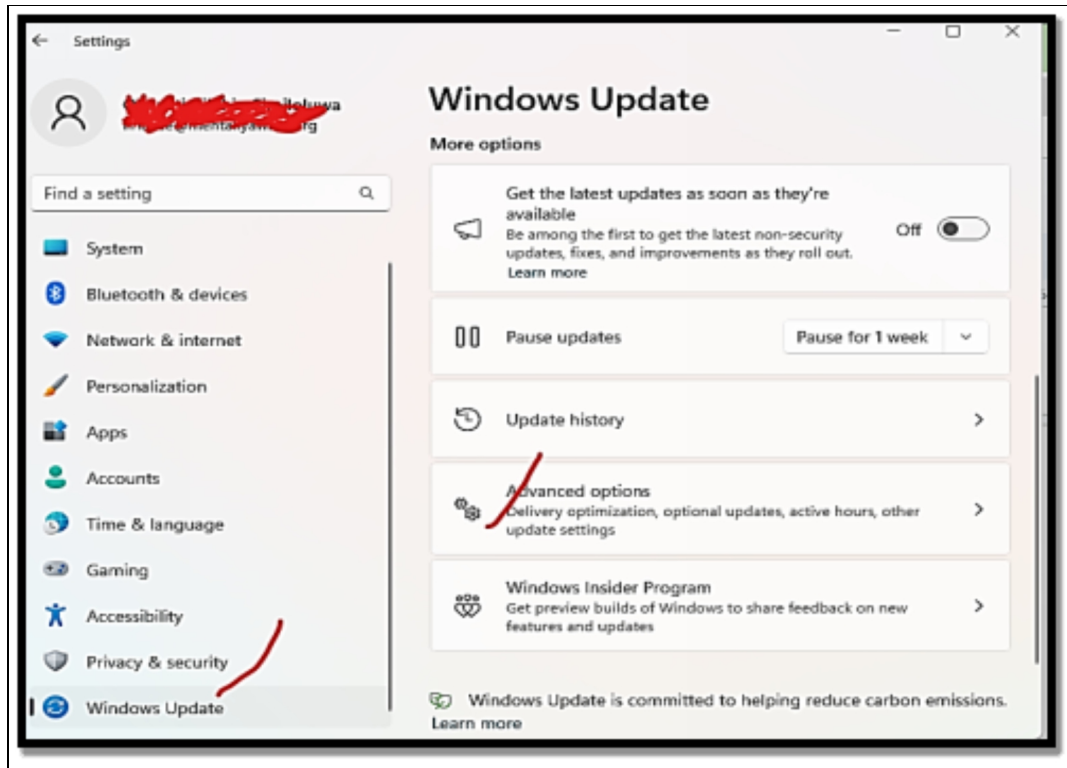 Settings
Windows Update
More options
Find a setting
System
Bluetooth & devices
Network & internet
Personalization
Apps
Accounts
Time & language
Gaming
Accessibility
Privacy & security
Windows Update
Get the latest updates as soon as they're
available
Be among the first to get the latest non-security
updates, fixes, and improvements as they roll out.
Learn more
Off
Pause updates
Pause for 1 week
Update history
Advanced options
Delivery optimization, optional updates, active hours, other
update settings
Windows Insider Program
Get preview builds of Windows to share feedback on new
features and updates
Windows Update is committed to helping reduce carbon emissions.
Learn more